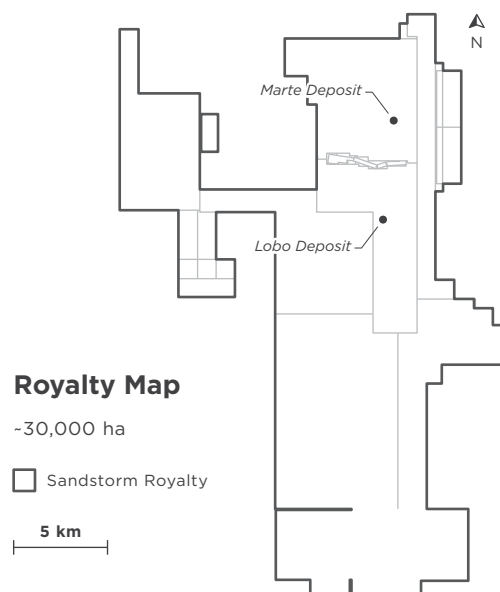 N
Marte Deposit
Lobo Deposit
Royalty Map
~30,000 ha
Sandstorm Royalty
5 km